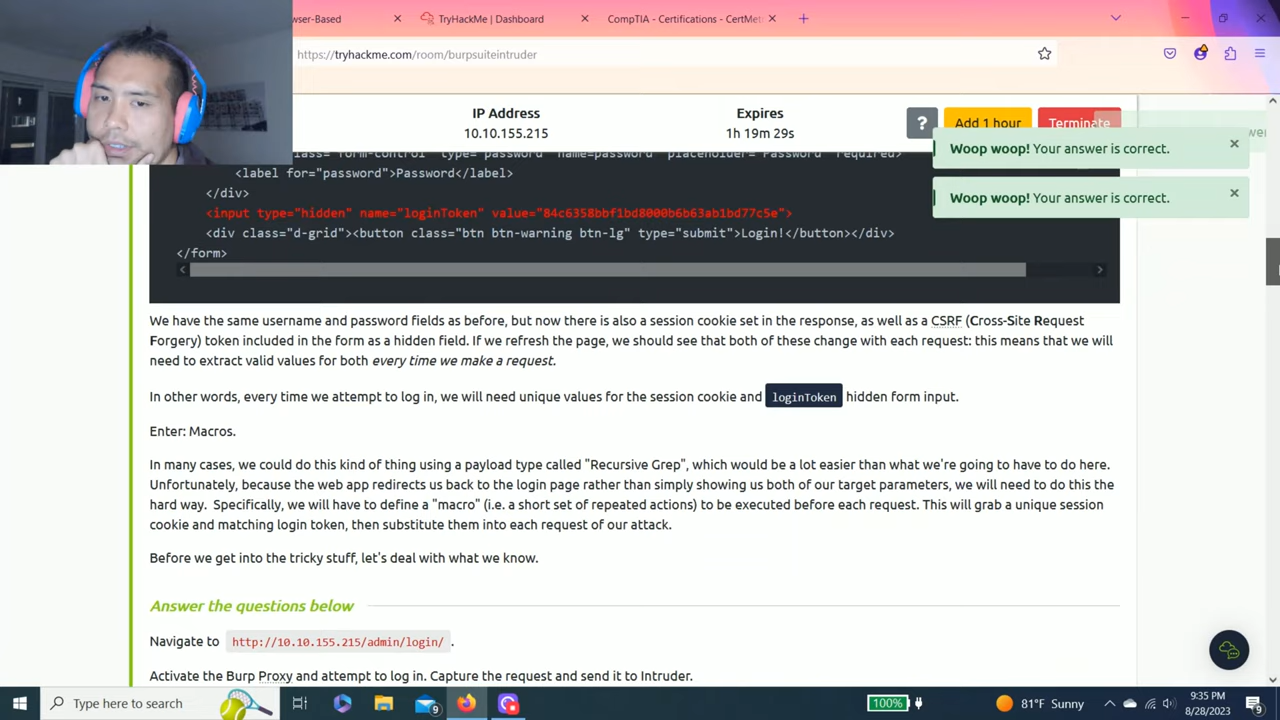 wser-Based
TryHackMe | Dashboard
CompTIA - Certifications - CertMet
https://tryhackme.com/room/burpsuiteintruder
IP Address
10.10.155.215
Expires
1h 19m 29s
?
Add 1 hour
Terminate
Woop woop! Your answer is correct.
Woop woop! Your answer is correct.
class="form-control" type="password" name=password placeholder="Password" required>
<label for="password">Password</label>
</div>
<input type="hidden" name="loginToken" value="84c6358bbf1bd8000b6b63ab1bd77c5e">
<div class="d-grid"><button class="btn btn-warning btn-lg" type="submit">Login!</button></div>
</form>
We have the same username and password fields as before, but now there is also a session cookie set in the response, as well as a CSRF (Cross-Site Request
Forgery) token included in the form as a hidden field. If we refresh the page, we should see that both of these change with each request: this means that we will
need to extract valid values for both every time we make a request.
In other words, every time we attempt to log in, we will need unique values for the session cookie and loginToken hidden form input.
Enter: Macros.
In many cases, we could do this kind of thing using a payload type called "Recursive Grep", which would be a lot easier than what we're going to have to do here.
Unfortunately, because the web app redirects us back to the login page rather than simply showing us both of our target parameters, we will need to do this the
hard way. Specifically, we will have to define a "macro" (i.e. a short set of repeated actions) to be executed before each request. This will grab a unique session
cookie and matching login token, then substitute them into each request of our attack.
Before we get into the tricky stuff, let's deal with what we know.
Answer the questions below
Navigate to http://10.10.155.215/admin/login/ .
Activate the Burp Proxy and attempt to log in. Capture the request and send it to Intruder.
Type here to search
9
100%
81°F Sunny
9:35 PM
8/28/2023
9